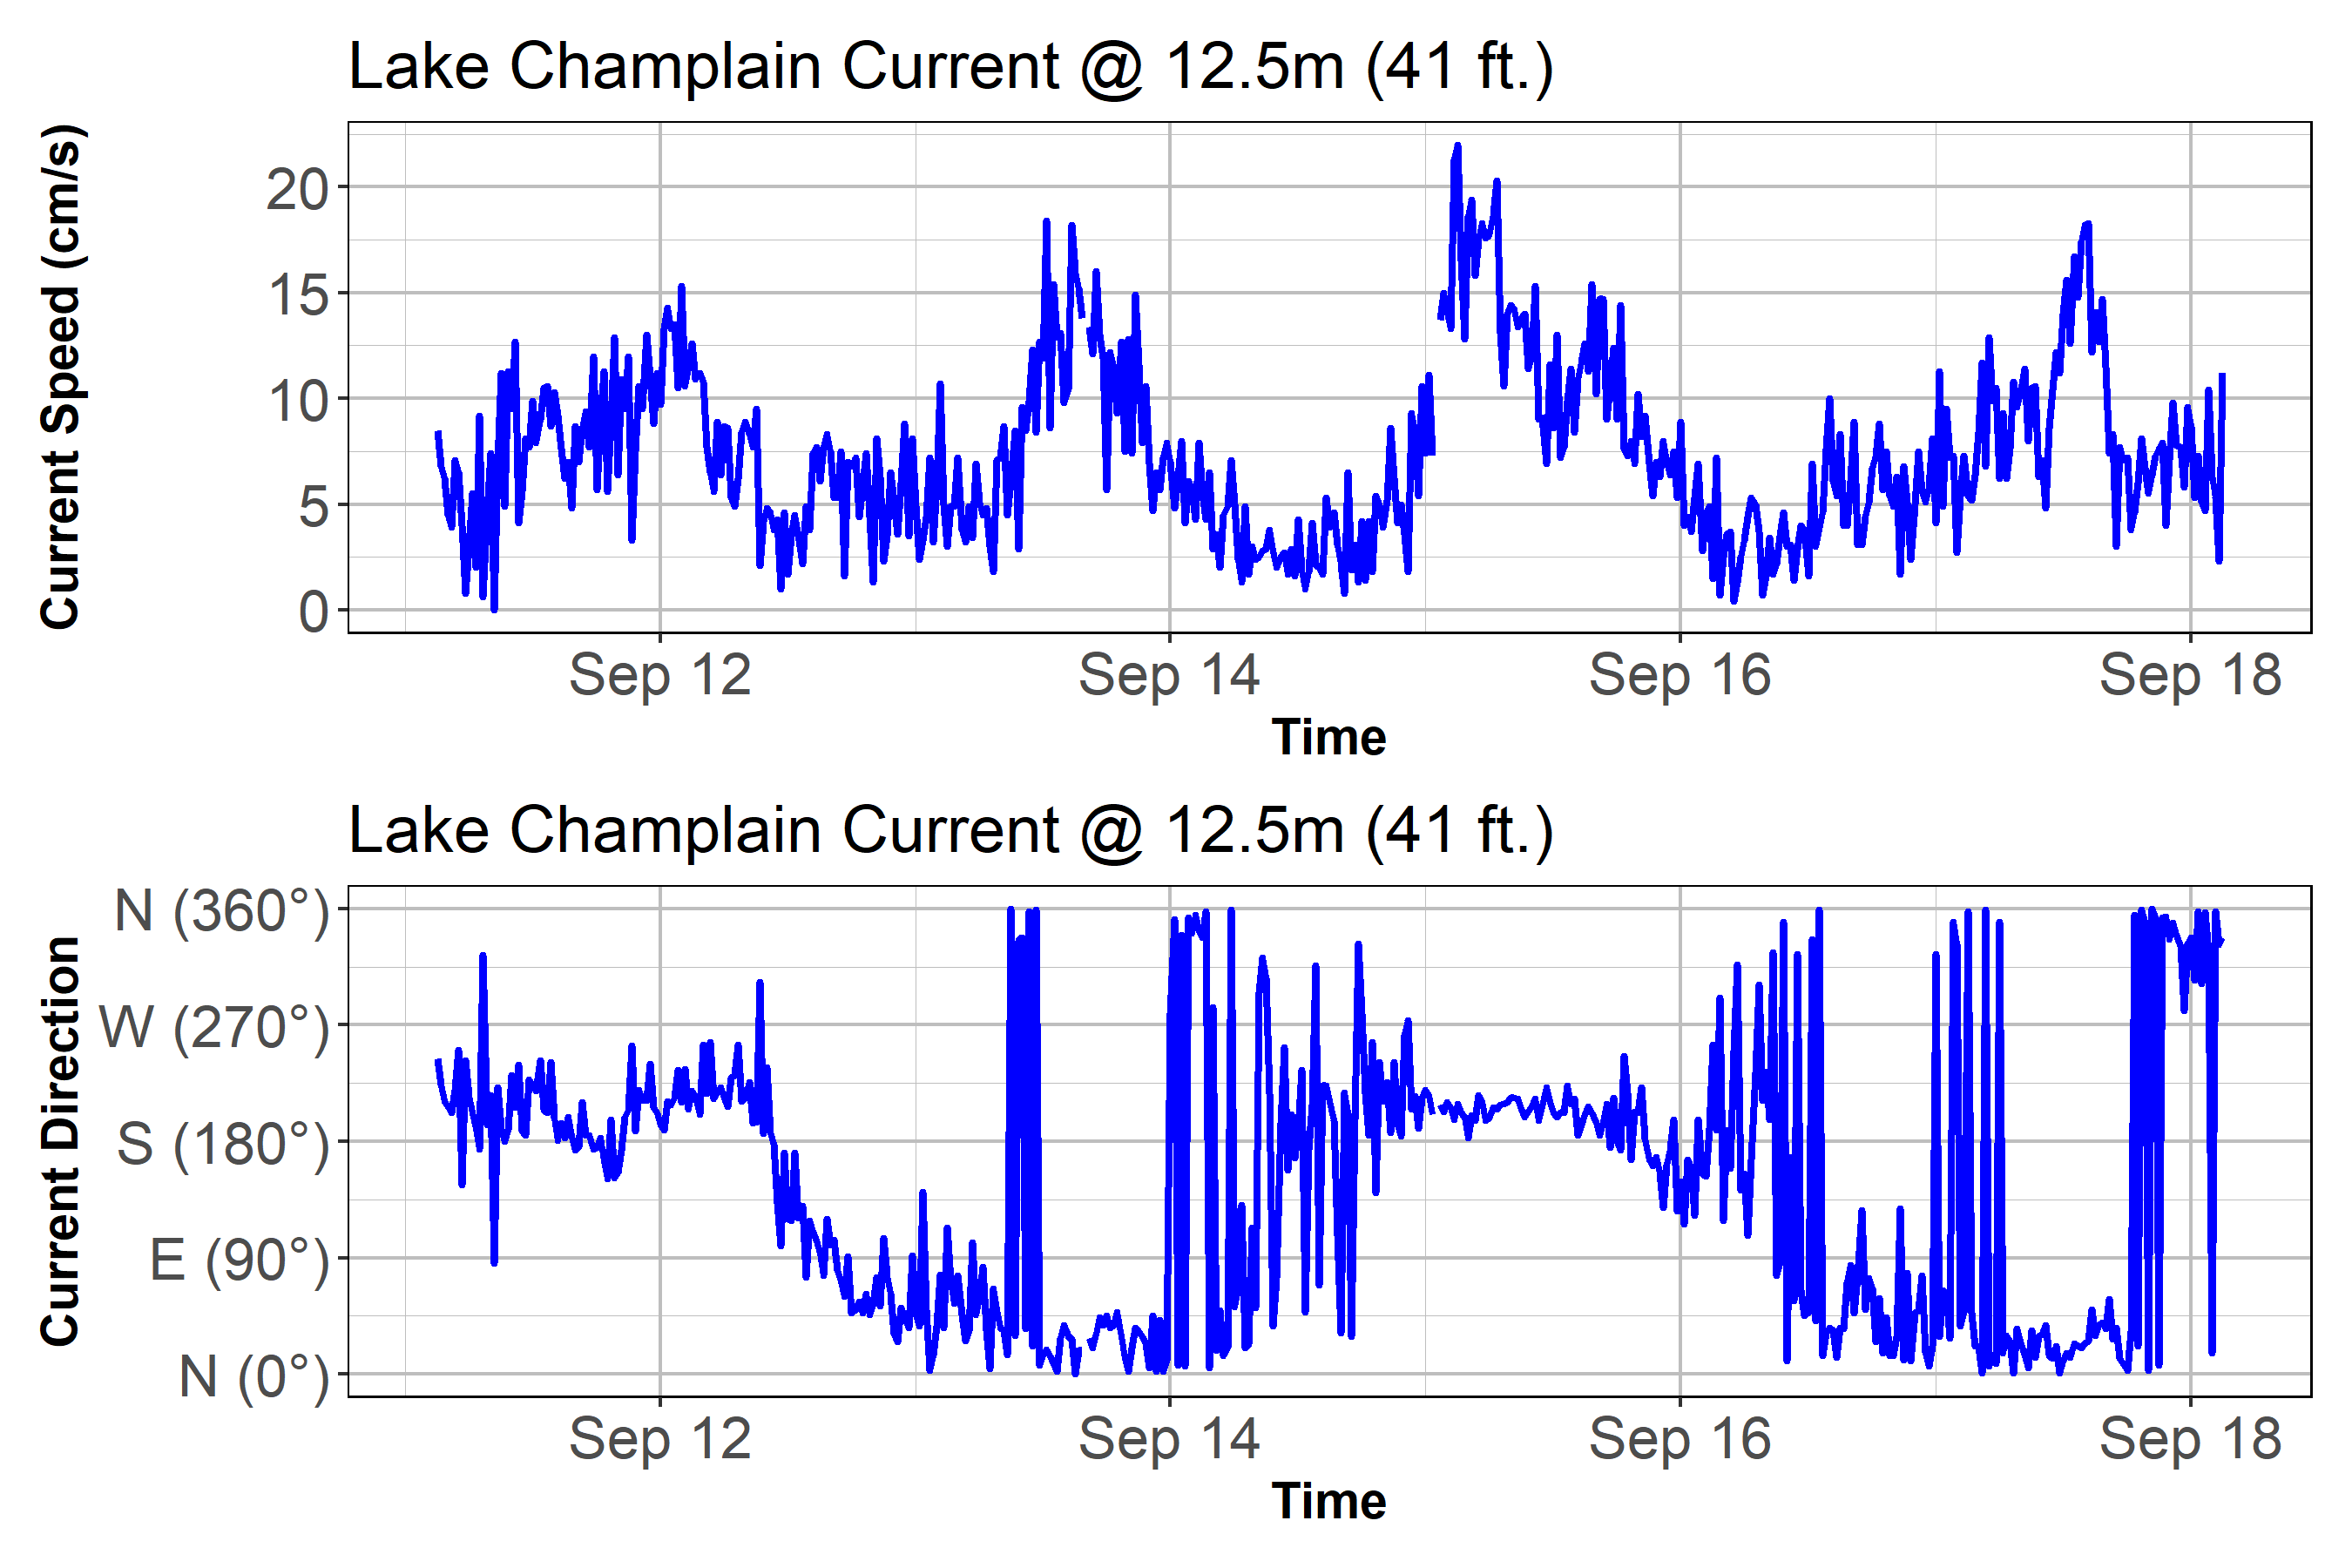 Lake Champlain Current @ 12.5m (41 ft.)
Current Speed (cm/s)
20
15
10
5
0
Sep 12 Sep 14 Sep 16 Sep 18
Time
Lake Champlain Current @ 12.5m (41 ft.)
Current Direction
N (360°)
W (270°)
S (180°)
E (90°)
N (0°)
Sep 12 Sep 14 Sep 16 Sep 18
Time